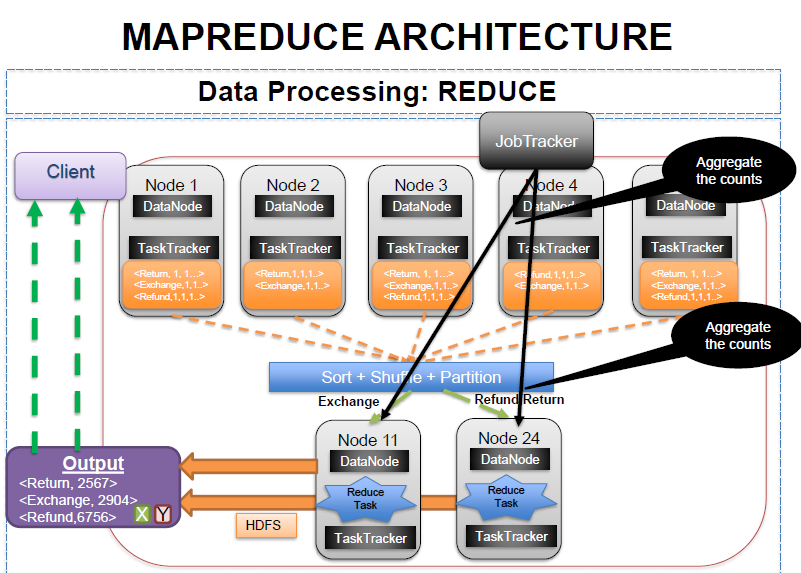 MAPREDUCE ARCHITECTURE
Data Processing: REDUCE
JobTracker
Client
Aggregate
the counts
Node 1
DataNode
TaskTracker
<Return, 1, 1...>
<Exchange,1,1..>
<Refund,1,1,1..>
Node 2
DataNode
TaskTracker
<Return,1,1,1..>
<Exchange,1,1..>
Node 3
DataNode
TaskTracker
<Return, 1, 1...>
<Exchange,1,1..>
<Refund,1,1,1..>
Node 4
DataNode
TaskTracker
<Refund,1,1,1..>
<Exchange,1,1..>
DataNode
TaskTracker
<Return, 1, 1...>
<Exchange,1,1..>
<Refund,1,1,1..>
Aggregate
the counts
Sort + Shuffle + Partition
Exchange
Refund Return
Node 11
DataNode
Reduce
Task
TaskTracker
Node 24
DataNode
Reduce
Task
TaskTracker
Output
<Return, 2567>
<Exchange, 2904>
<Refund,6756>
X Y
HDFS